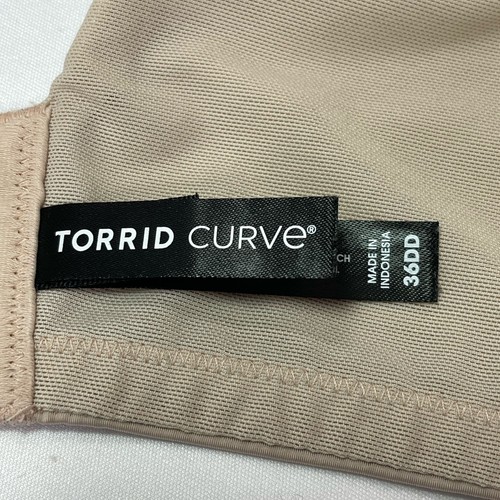 TORRID CURVE®
MADE IN
INDONESIA
36DD